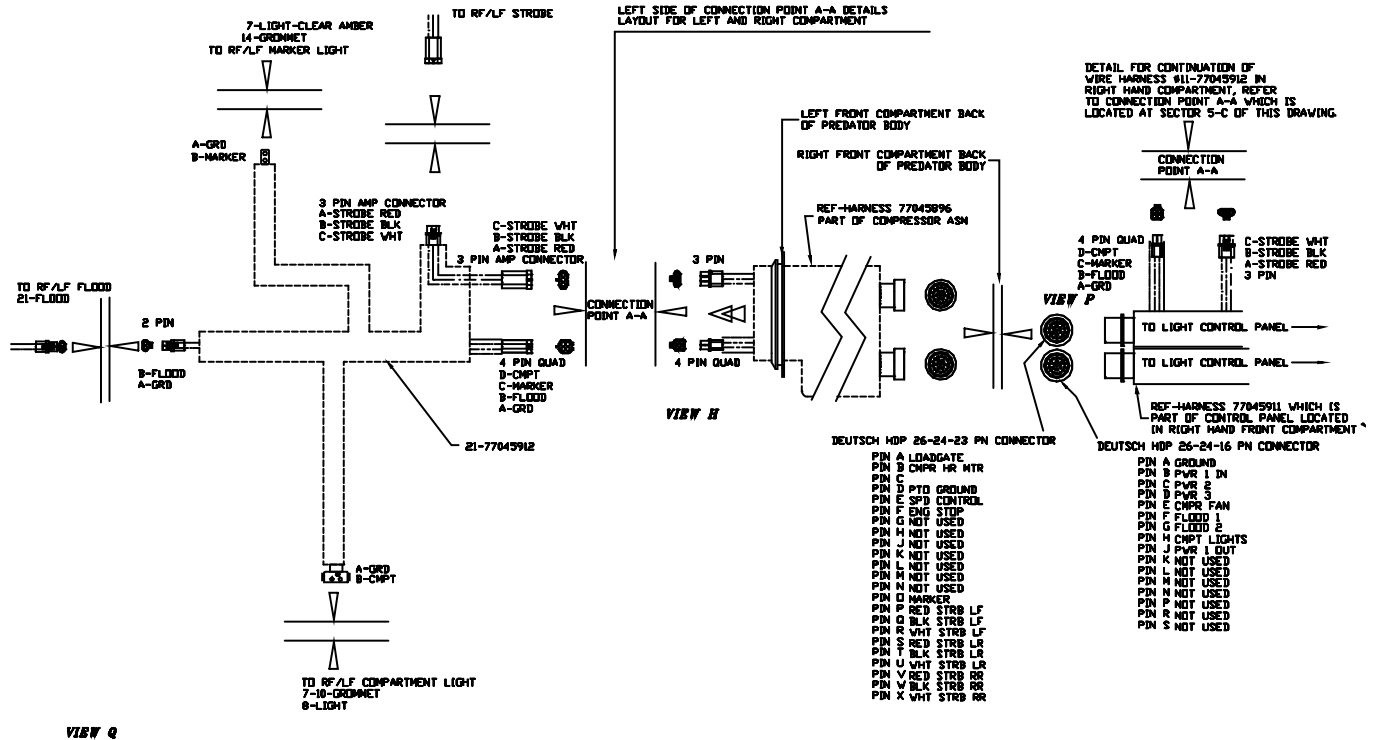 7-LIGHT-CLEAR AMBER
14-GROMMET
TO RF/LF MARKER LIGHT
TO RF/LF STROBE
LEFT SIDE OF CONNECTION POINT A-A DETAILS
LAYOUT FOR LEFT AND RIGHT COMPARTMENT
DETAIL FOR CONTINUATION OF
WIRE HARNESS #11-77045912 IN
RIGHT HAND COMPARTMENT, REFER
TO CONNECTION POINT A-A WHICH IS
LOCATED AT SECTOR 5-C OF THIS DRAWING.
LEFT FRONT COMPARTMENT BACK
OF PREDATOR BODY
RIGHT FRONT COMPARTMENT BACK
OF PREDATOR BODY
CONNECTION
POINT A-A
A-GRD
B-MARKER
3 PIN AMP CONNECTOR
A-STROBE RED
B-STROBE BLK
C-STROBE WHT
C-STROBE WHT
B-STROBE BLK
A-STROBE RED
3 PIN AMP CONNECTOR
REF-HARNESS 77045896
PART OF COMPRESSOR ASM
3 PIN
4 PIN QUAD
D-CMPT
C-MARKER
B-FLOOD
A-GRD
C-STROBE WHT
B-STROBE BLK
A-STROBE RED
3 PIN
VIEW P
TO RF/LF FLOOD
21-FLOOD
2 PIN
B-FLOOD
A-GRD
CONNECTION
POINT A-A
4 PIN QUAD
D-CMPT
C-MARKER
B-FLOOD
A-GRD
4 PIN QUAD
VIEW H
TO LIGHT CONTROL PANEL
TO LIGHT CONTROL PANEL
REF-HARNESS 77045911 WHICH IS
PART OF CONTROL PANEL LOCATED
IN RIGHT HAND FRONT COMPARTMENT
21-77045912
DEUTSCH HDP 26-24-23 PN CONNECTOR
PIN A LOADGATE
PIN B CMPR HR MTR
PIN C
PIN D PTO GROUND
PIN E SPD CONTROL
PIN F ENG STOP
PIN G NOT USED
PIN H NOT USED
PIN J NOT USED
PIN K NOT USED
PIN L NOT USED
PIN M NOT USED
PIN N NOT USED
PIN O MARKER
PIN P RED STRB LF
PIN Q BLK STRB LF
PIN R WHT STRB LF
PIN S RED STRB LR
PIN T BLK STRB LR
PIN U WHT STRB LR
PIN V RED STRB RR
PIN W BLK STRB RR
PIN X WHT STRB RR
DEUTSCH HDP 26-24-16 PN CONNECTOR
PIN A GROUND
PIN B PWR 1 IN
PIN C PWR 2
PIN D PWR 3
PIN E CMPR FAN
PIN F FLOOD 1
PIN G FLOOD 2
PIN H CMPT LIGHTS
PIN J PWR 1 OUT
PIN K NOT USED
PIN L NOT USED
PIN M NOT USED
PIN N NOT USED
PIN P NOT USED
PIN R NOT USED
PIN S NOT USED
A-GRD
B-CMPT
TO RF/LF COMPARTMENT LIGHT
7-10-GROMMET
8-LIGHT
VIEW Q